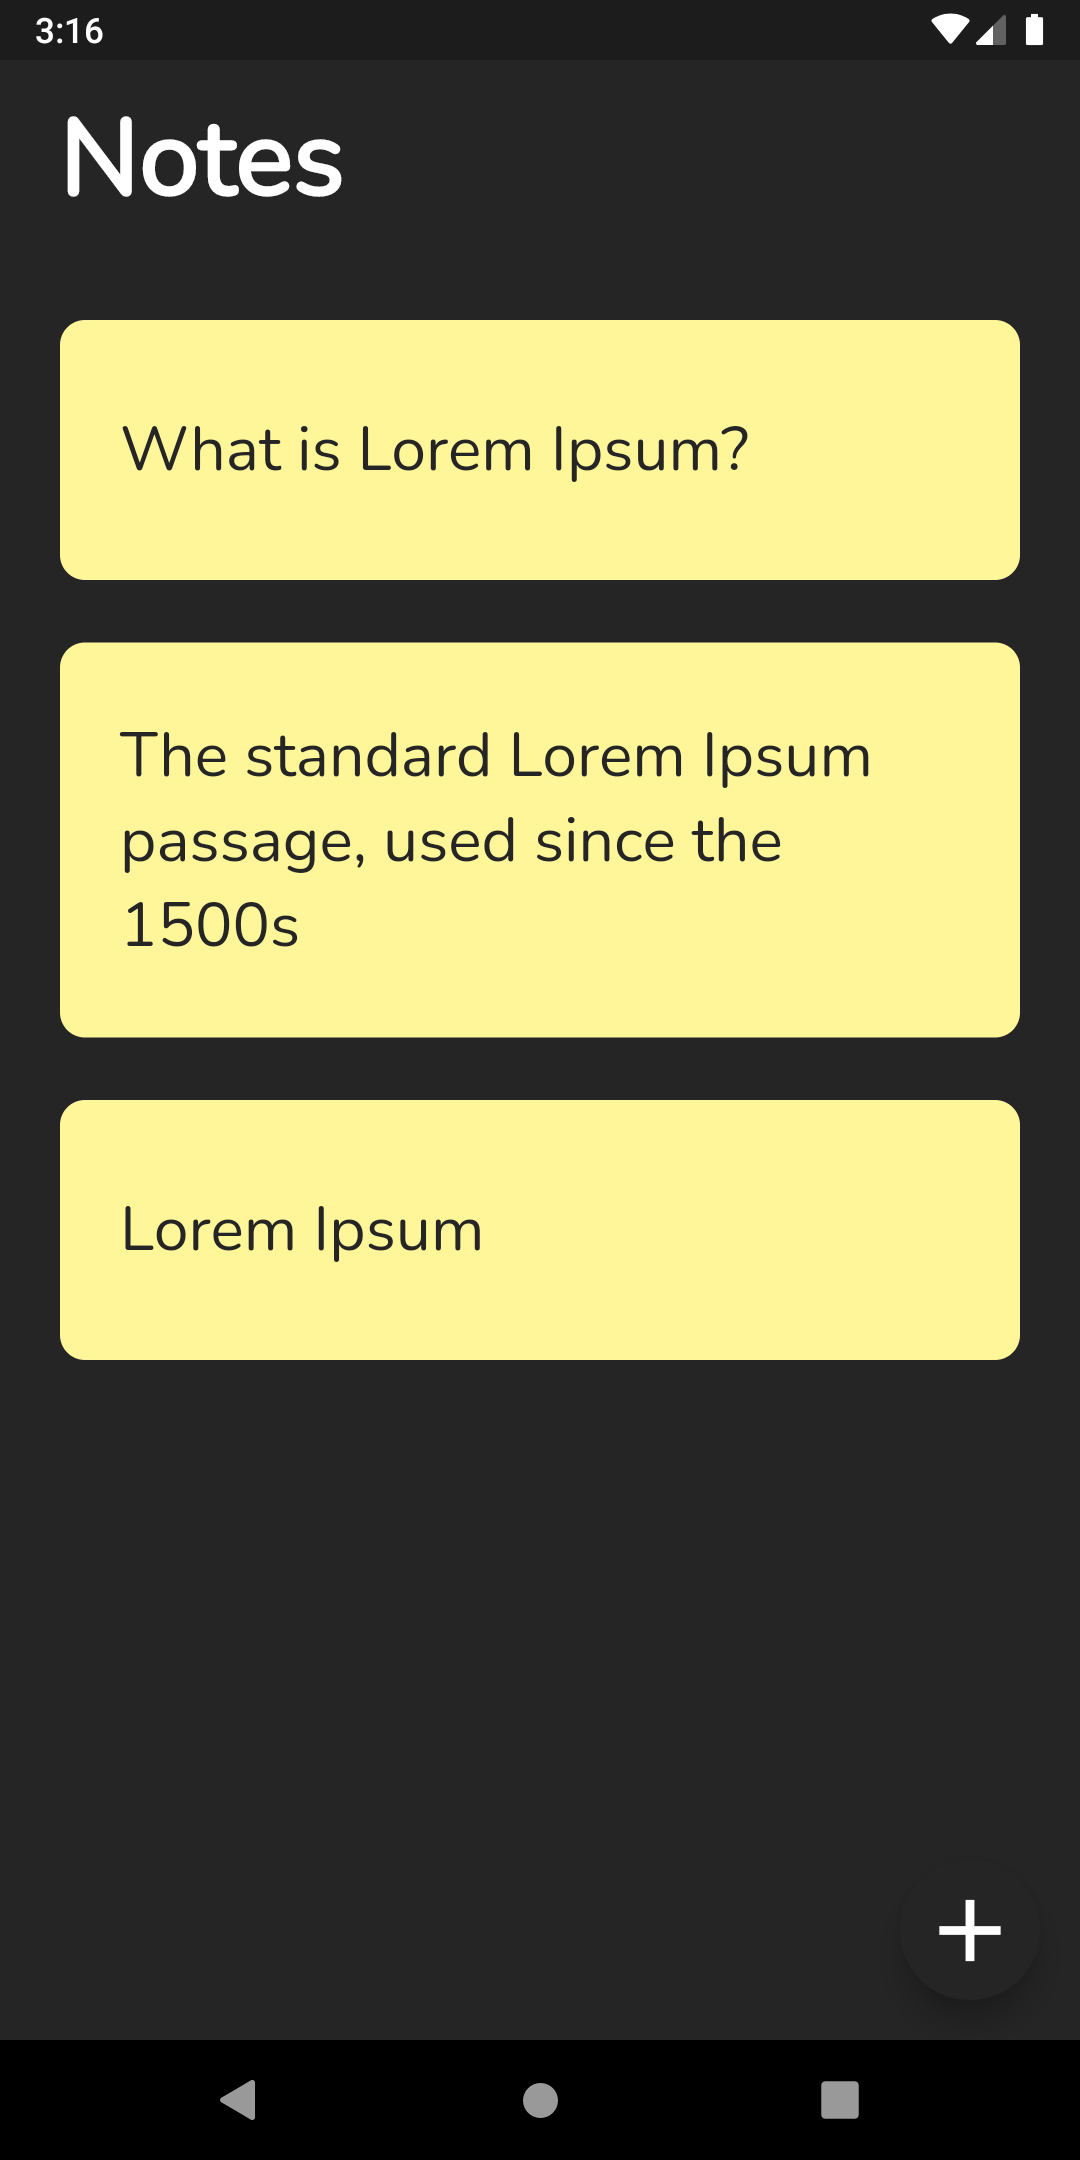 3:16
Notes
What is Lorem Ipsum?
The standard Lorem Ipsum
passage, used since the
1500s
Lorem Ipsum